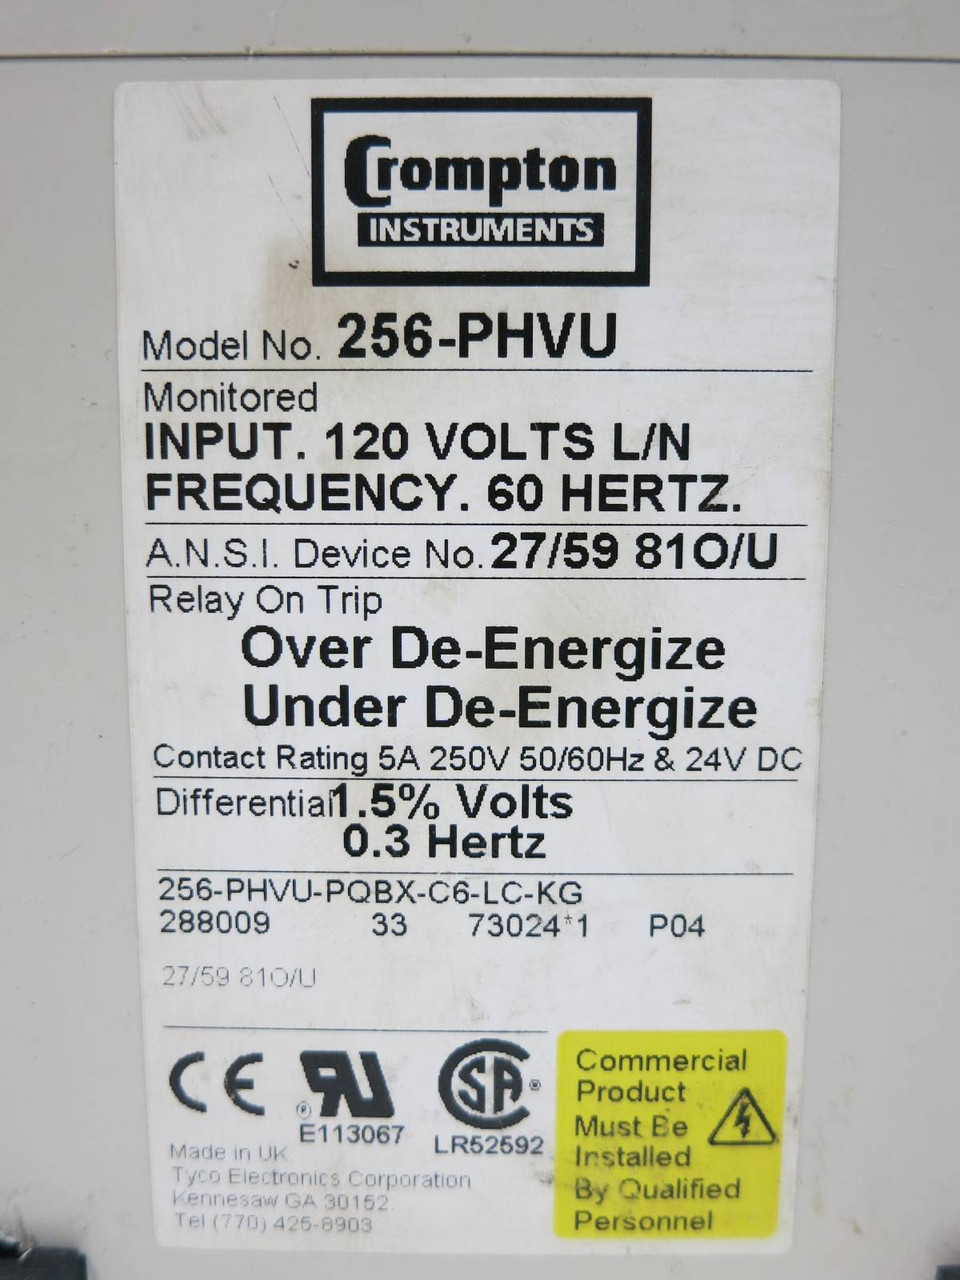 Crompton
INSTRUMENTS
Model No. 256-PHVU
Monitored
INPUT. 120 VOLTS L/N
FREQUENCY. 60 HERTZ.
A.N.S.I. Device No. 27/59 81O/U
Relay On Trip
Over De-Energize
Under De-Energize
Contact Rating 5A 250V 50/60Hz & 24V DC
Differential 1.5% Volts
0.3 Hertz
256-PHVU-PQBX-C6-LC-KG
288009 33 73024*1 P04
27/59 81O/U
CE RU ® SA ®
E113067 LR52592
Made in UK
Tyco Electronics Corporation
Kennesaw GA 30152
Tel (770) 425-8903
Commercial
Product
Must Be
Installed
By Qualified
Personnel